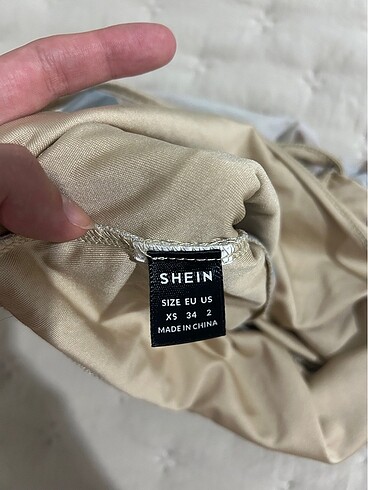 SHEIN
SIZE EU US
XS 34 2
MADE IN CHINA